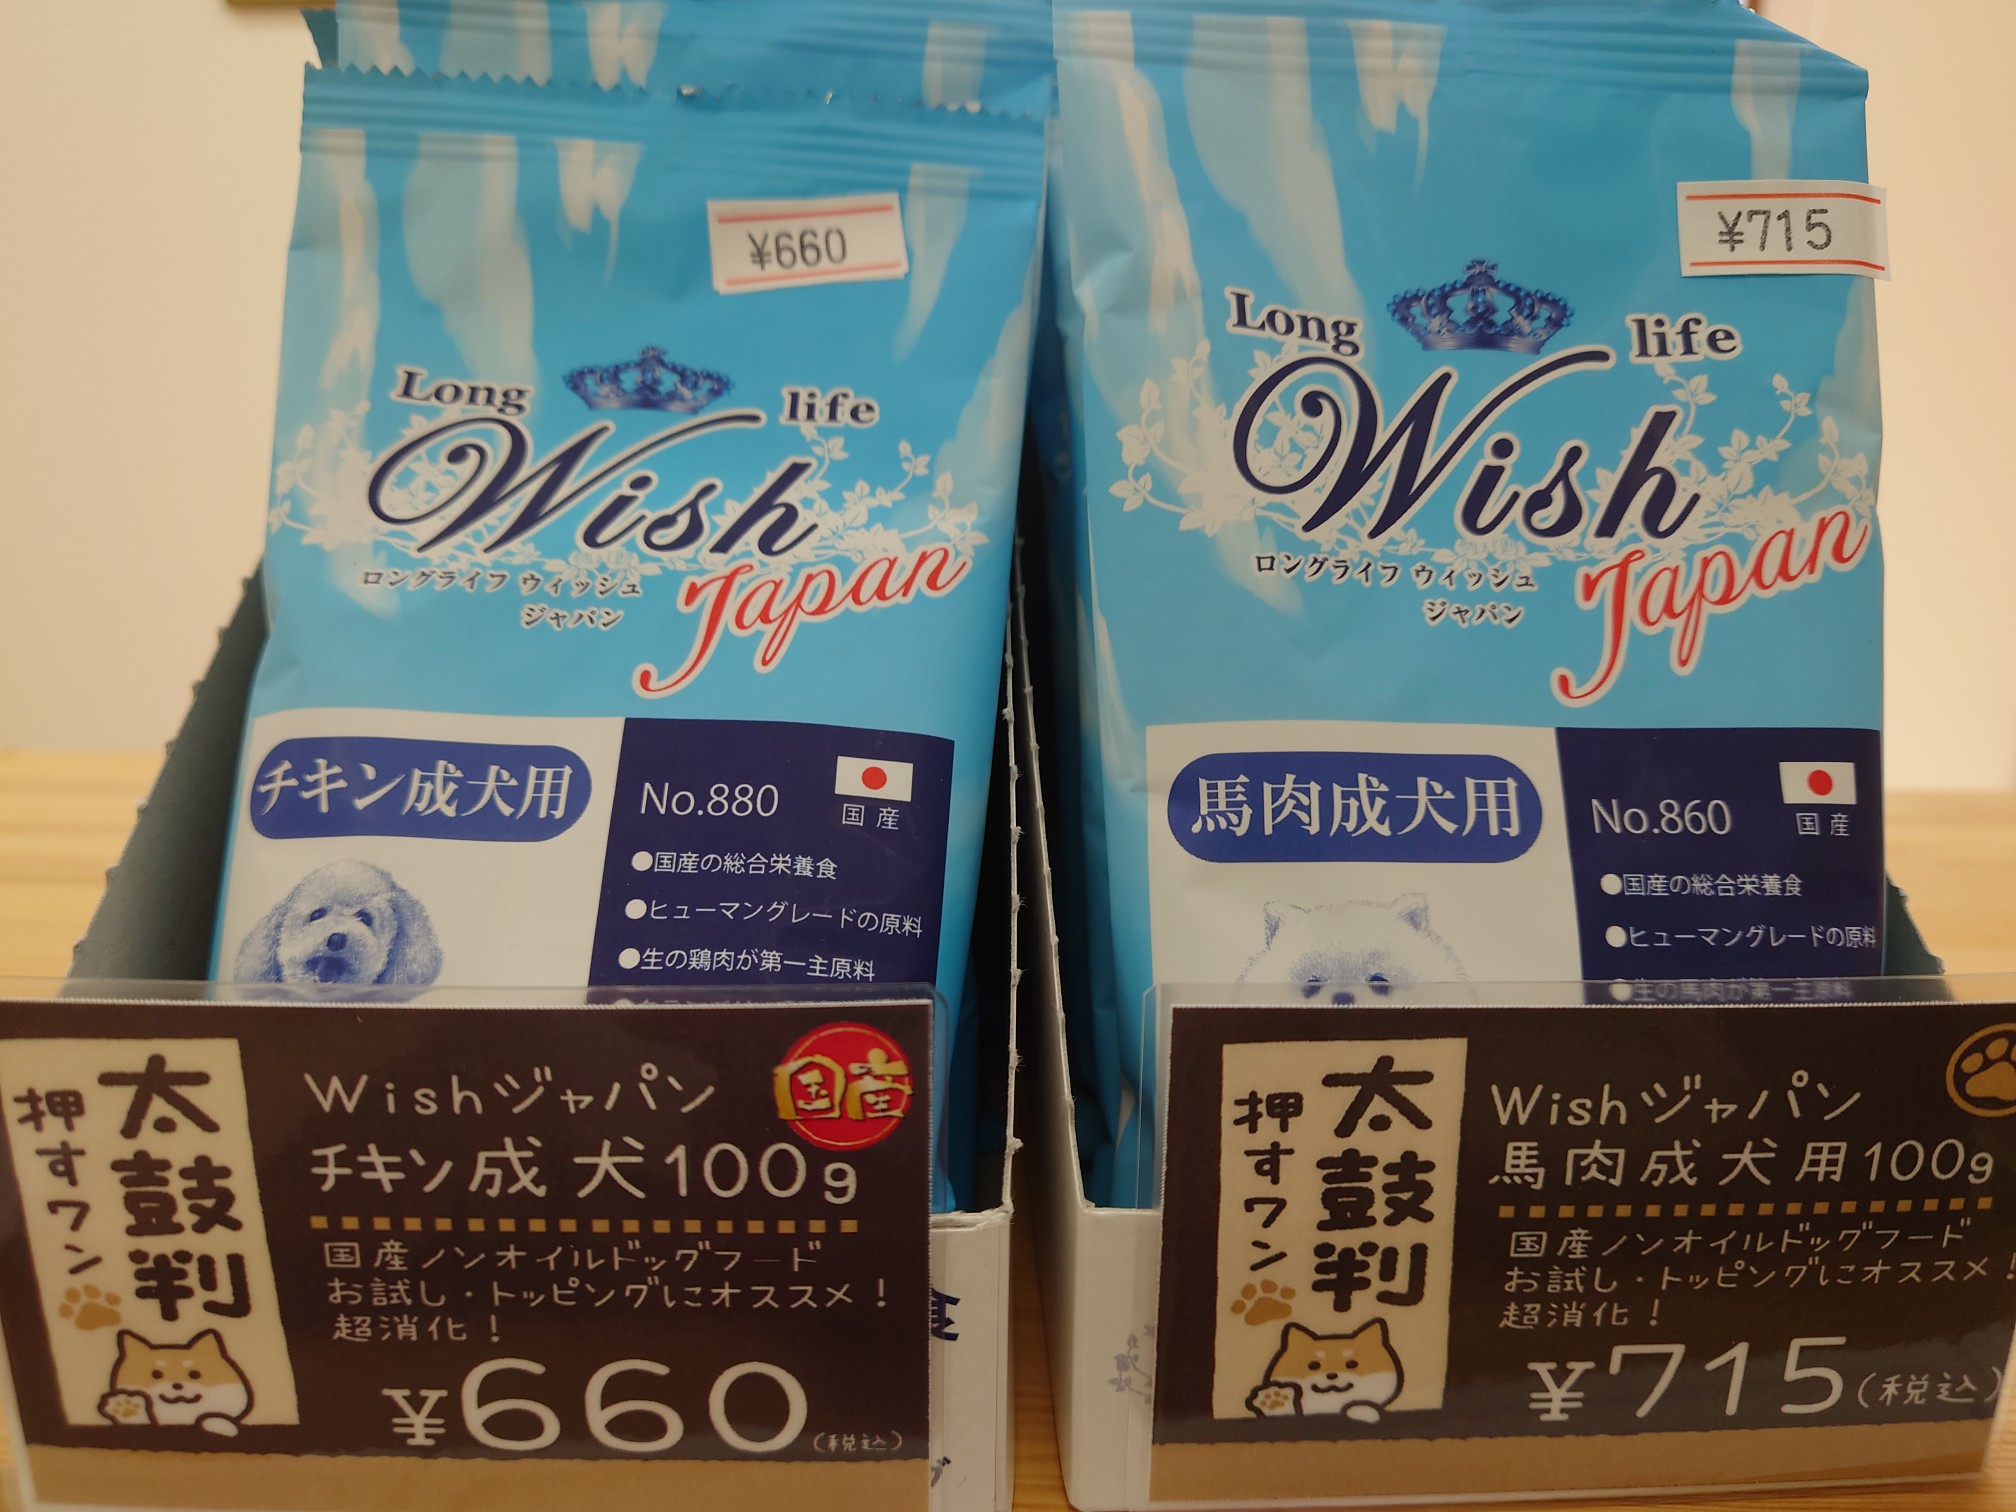 ¥660
Long life
Wish
Japan
ロングライフ ウィッシュ
ジャパン
チキン成犬用
No.880
国産
●国産の総合栄養食
●ヒューマングレードの原料
●生の鶏肉が第一主原料
太鼓判
押すワン
Wishジャパン
チキン成犬100g
国産
国産ノンオイルドッグフード
お試し・トッピングにオススメ!
超消化!
¥660(税込)
¥715
Long life
Wish
Japan
ロングライフ ウィッシュ
ジャパン
馬肉成犬用
No.860
国産
●国産の総合栄養食
●ヒューマングレードの原料
●生の馬肉が第一主原料
太鼓判
押すワン
Wishジャパン
馬肉成犬用100g
国産ノンオイルドッグフード
お試し・トッピングにオススメ!
超消化!
¥715(税込)